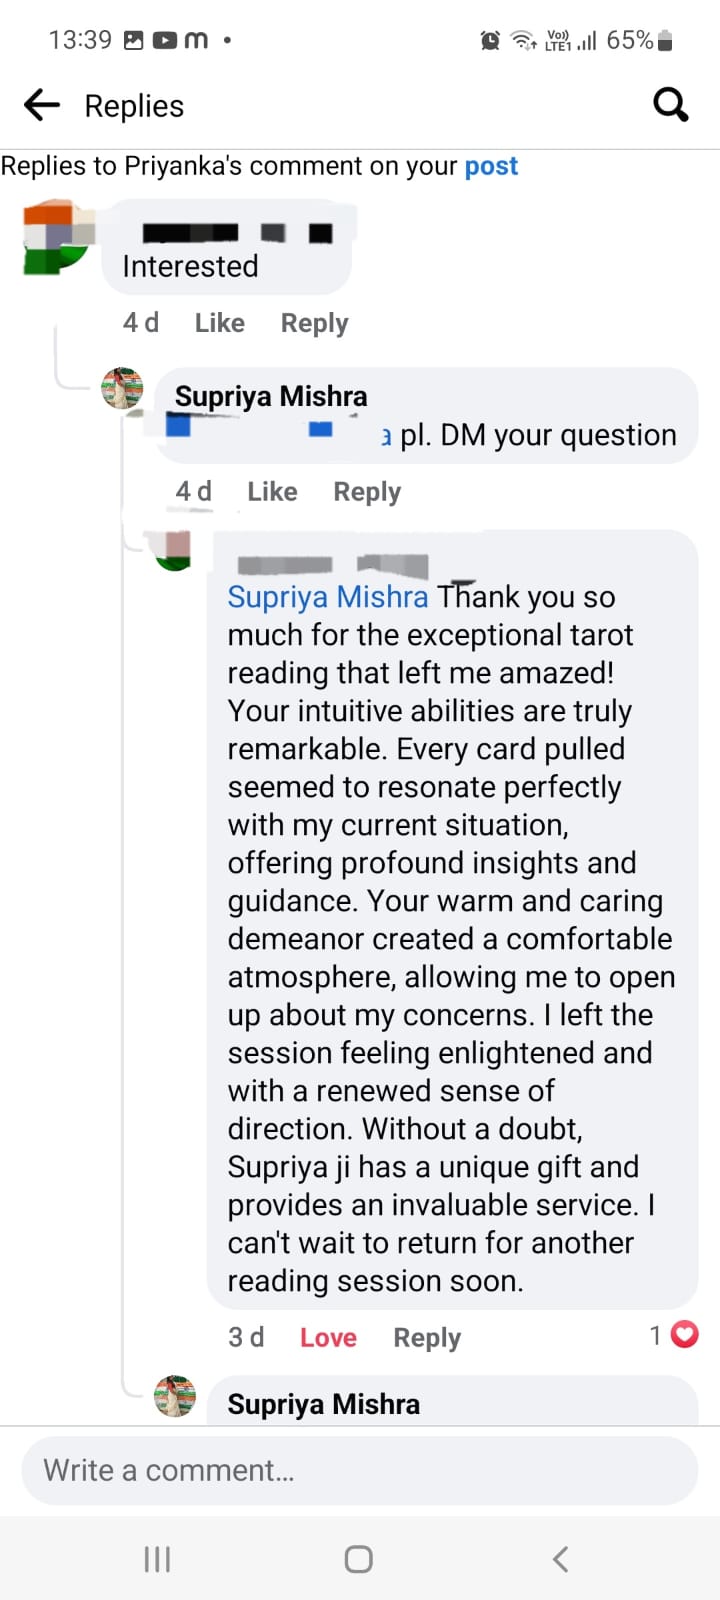 13:39 m
Vo))
LTE1 65%
Replies
Replies to Priyanka's comment on your post
Interested
4 d Like Reply
Supriya Mishra
a pl. DM your question
4 d Like Reply
Supriya Mishra Thank you so
much for the exceptional tarot
reading that left me amazed!
Your intuitive abilities are truly
remarkable. Every card pulled
seemed to resonate perfectly
with my current situation,
offering profound insights and
guidance. Your warm and caring
demeanor created a comfortable
atmosphere, allowing me to open
up about my concerns. I left the
session feeling enlightened and
with a renewed sense of
direction. Without a doubt,
Supriya ji has a unique gift and
provides an invaluable service. I
can't wait to return for another
reading session soon.
3 d Love Reply 1
Supriya Mishra
Write a comment...